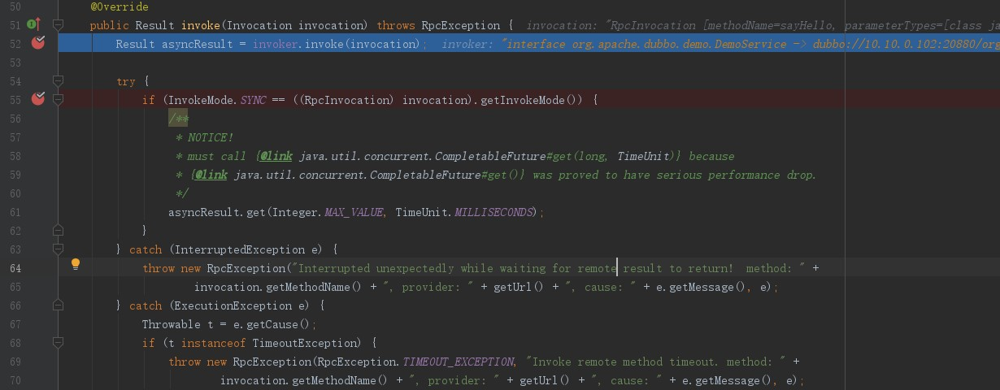 50 @Override
51 public Result invoke(Invocation invocation) throws RpcException { invocation: "RpcInvocation [methodName=sayHello, parameterTypes=[class ja
52 Result asyncResult = invoker.invoke(invocation); invoker: "interface org.apache.dubbo.demo.DemoService -> dubbo://10.10.0.102:20880/org
53
54 try {
55 if (InvokeMode.SYNC == ((RpcInvocation) invocation).getInvokeMode()) {
56 /**
57 * NOTICE!
58 * must call {@link java.util.concurrent.CompletableFuture#get(long, TimeUnit)} because
59 * {@link java.util.concurrent.CompletableFuture#get()} was proved to have serious performance drop.
60 */
61 asyncResult.get(Integer.MAX_VALUE, TimeUnit.MILLISECONDS);
62 }
63 } catch (InterruptedException e) {
64 throw new RpcException("Interrupted unexpectedly while waiting for remote result to return!  method: " +
65 invocation.getMethodName() + ", provider: " + getUrl() + ", cause: " + e.getMessage(), e);
66 } catch (ExecutionException e) {
67 Throwable t = e.getCause();
68 if (t instanceof TimeoutException) {
69 throw new RpcException(RpcException.TIMEOUT_EXCEPTION, "Invoke remote method timeout. method: " +
70 invocation.getMethodName() + ", provider: " + getUrl() + ", cause: " + e.getMessage(), e);